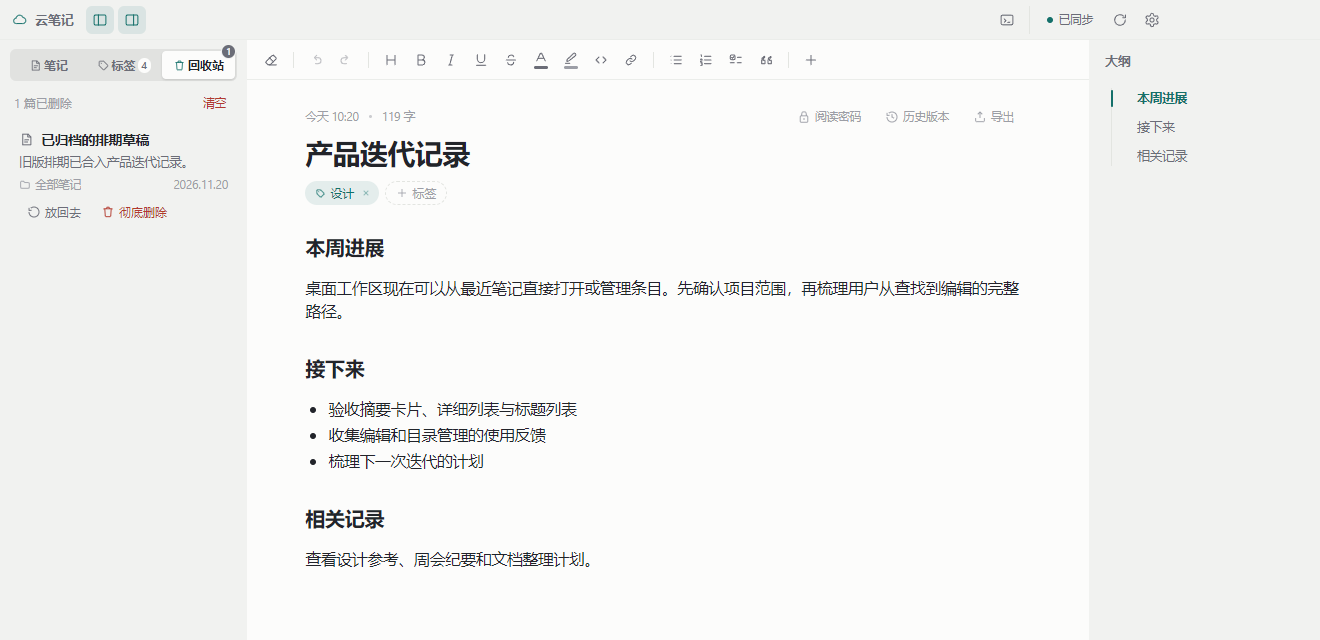 云笔记
已同步
笔记
标签 4
回收站 1
1 篇已删除
清空
已归档的排期草稿
旧版排期已合入产品迭代记录。
全部笔记
2026.11.20
放回去
彻底删除
H B I U S A
今天 10:20 • 119 字
阅读密码
历史版本
导出
产品迭代记录
设计 ×
+ 标签
本周进展
桌面工作区现在可以从最近笔记直接打开或管理条目。先确认项目范围，再梳理用户从查找到编辑的完整
路径。
接下来
• 验收摘要卡片、详细列表与标题列表
• 收集编辑和目录管理的使用反馈
• 梳理下一次迭代的计划
相关记录
查看设计参考、周会纪要和文档整理计划。
大纲
本周进展
接下来
相关记录